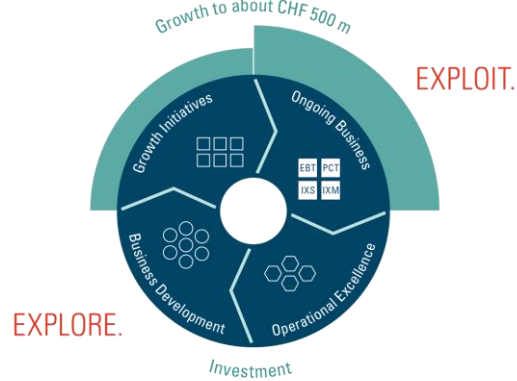 Growth to about CHF 500 m
EXPLOIT.
Growth Initiatives
Ongoing Business
EBT PCT
IXS IXM
Business Development
Operational Excellence
EXPLORE.
Investment